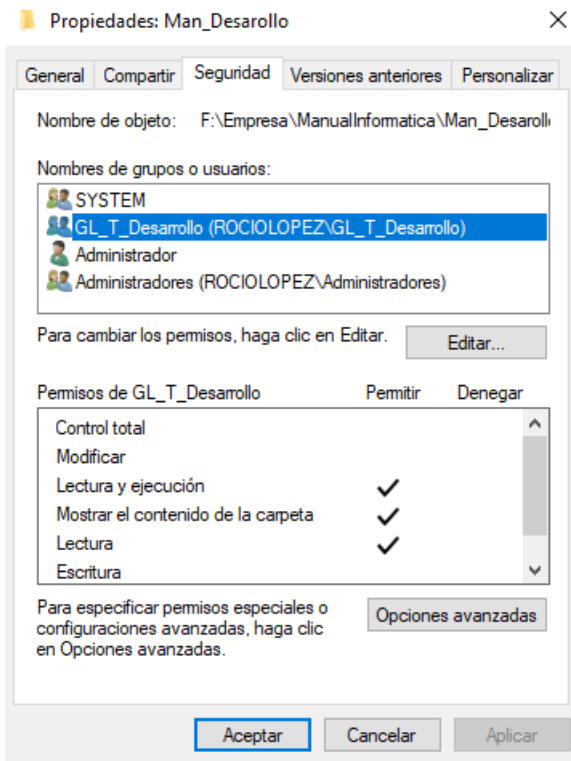 Propiedades: Man_Desarollo
General Compartir Seguridad Versiones anteriores Personalizar
Nombre de objeto: F:\Empresa\ManualInformatica\Man_Desaroll
Nombres de grupos o usuarios:
SYSTEM
GL_T_Desarrollo (ROCIOLOPEZ\GL_T_Desarrollo)
Administrador
Administradores (ROCIOLOPEZ\Administradores)
Para cambiar los permisos, haga clic en Editar. Editar...
Permisos de GL_T_Desarrollo Permitir Denegar
Control total
Modificar
Lectura y ejecución
Mostrar el contenido de la carpeta
Lectura
Escritura
Para especificar permisos especiales o
configuraciones avanzadas, haga clic
en Opciones avanzadas.
Opciones avanzadas
Aceptar Cancelar Aplicar